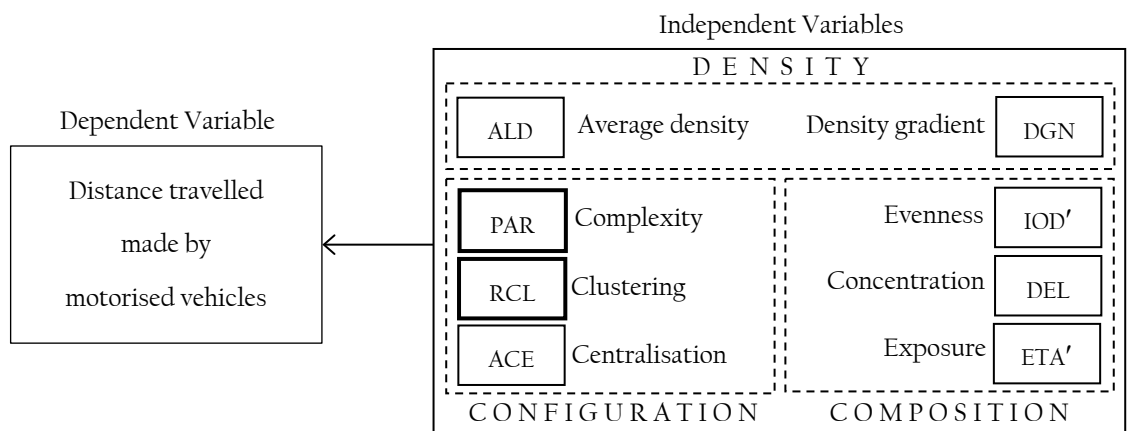 Independent Variables
DENSITY
ALD Average density Density gradient DGN
Dependent Variable
Distance travelled
made by
motorised vehicles
PAR Complexity
RCL Clustering
ACE Centralisation
CONFIGURATION
Evenness IOD′
Concentration DEL
Exposure ETA′
COMPOSITION